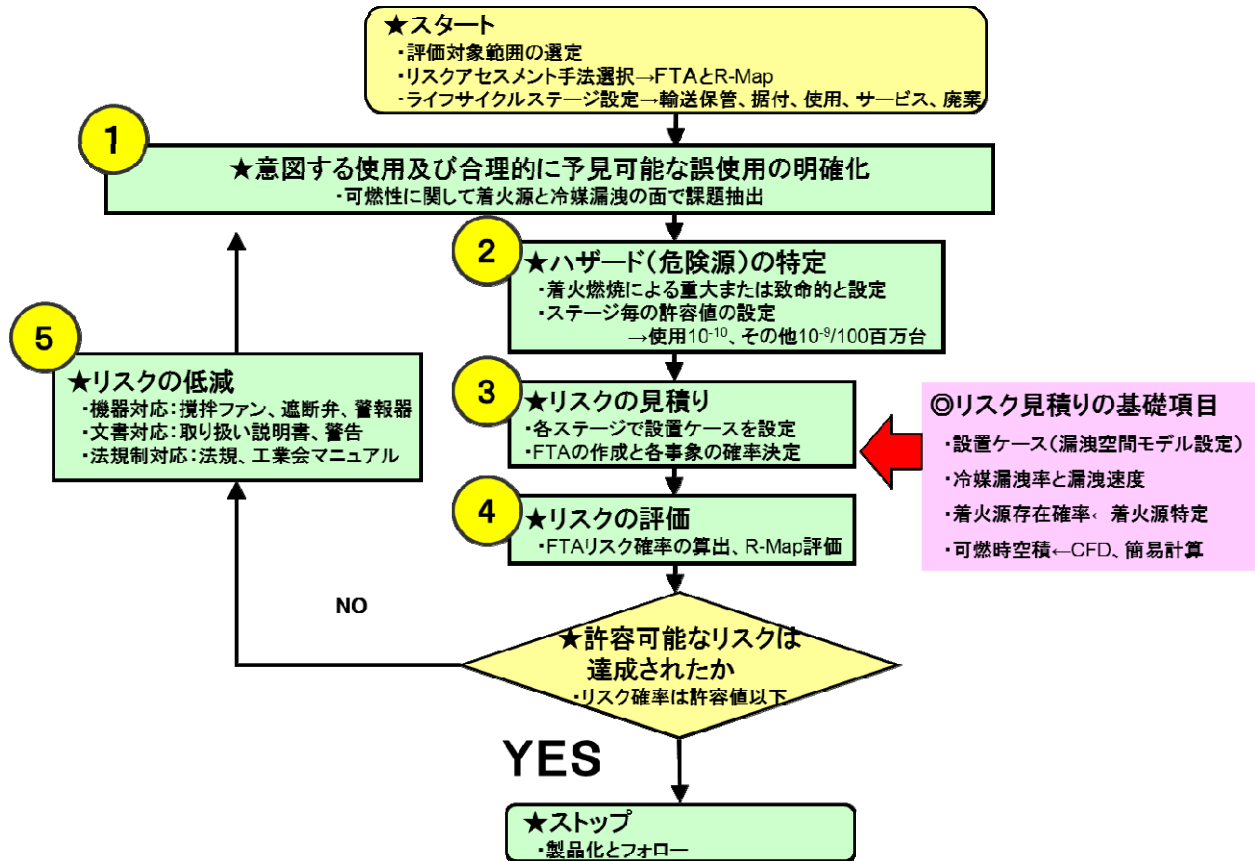 ★スタート
・評価対象範囲の選定
・リスクアセスメント手法選択→FTAとR-Map
・ライフサイクルステージ設定→輸送保管、据付、使用、サービス、廃棄
1
★意図する使用及び合理的に予見可能な誤使用の明確化
・可燃性に関して着火源と冷媒漏洩の面で課題抽出
2
★ハザード(危険源)の特定
・着火燃焼による重大または致命的と設定
・ステージ毎の許容値の設定
→使用10⁻¹⁰、その他10⁻⁹/100百万台
5
★リスクの低減
・機器対応：撹拌ファン、遮断弁、警報器
・文書対応：取り扱い説明書、警告
・法規制対応：法規、工業会マニュアル
3
★リスクの見積り
・各ステージで設置ケースを設定
・FTAの作成と各事象の確率決定
◎リスク見積りの基礎項目
・設置ケース(漏洩空間モデル設定)
・冷媒漏洩率と漏洩速度
・着火源存在確率← 着火源特定
・可燃時空積←CFD、簡易計算
4
★リスクの評価
・FTAリスク確率の算出、R-Map評価
NO
★許容可能なリスクは
達成されたか
・リスク確率は許容値以下
YES
★ストップ
・製品化とフォロー